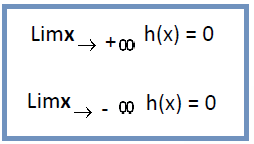 Limx→ +∞ h(x) = 0
Limx→ - ∞ h(x) = 0